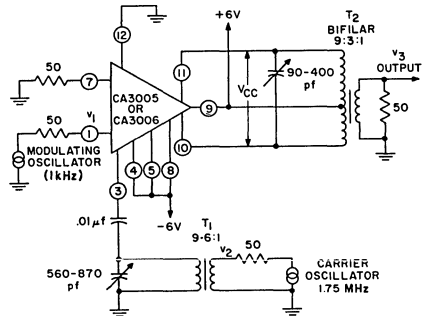 +6V
T2
BIFILAR
9:3:1
12
11
v3
OUTPUT
50
7
CA3005
OR
CA3006
VCC
90-400
pf
9
50
50
v1
1
10
MODULATING
OSCILLATOR
(1kHz)
3
4
5
8
-6V
.01µf
T1
9-6:1
v2
50
560-870
pf
CARRIER
OSCILLATOR
1.75 MHz